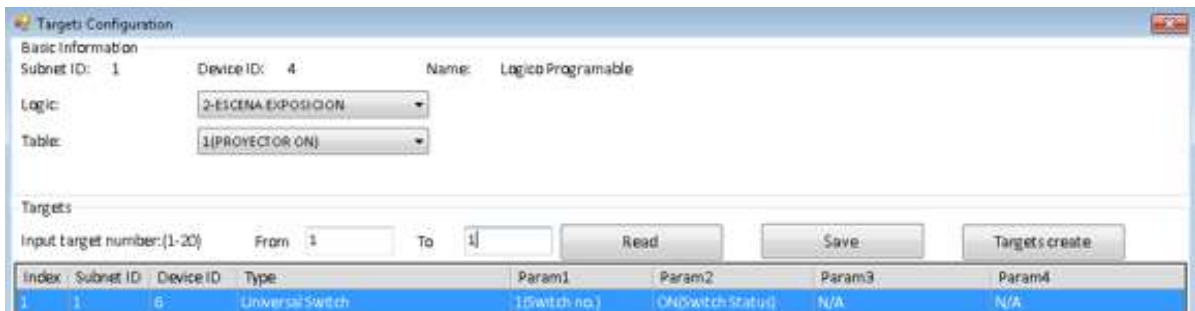 Targets Configuration
Basic Information
Subnet ID: 1 Device ID: 4 Name: Logico Programable
Logic: 2-ESCENA EXPOSICION
Table: 1(PROYECTOR ON)
Targets
Input target number:(1-20) From 1 To 1 Read Save Targets create
Index Subnet ID Device ID Type Param1 Param2 Param3 Param4
1 1 6 Universal Switch 1(Switch no.) ON(Switch Status) N/A N/A